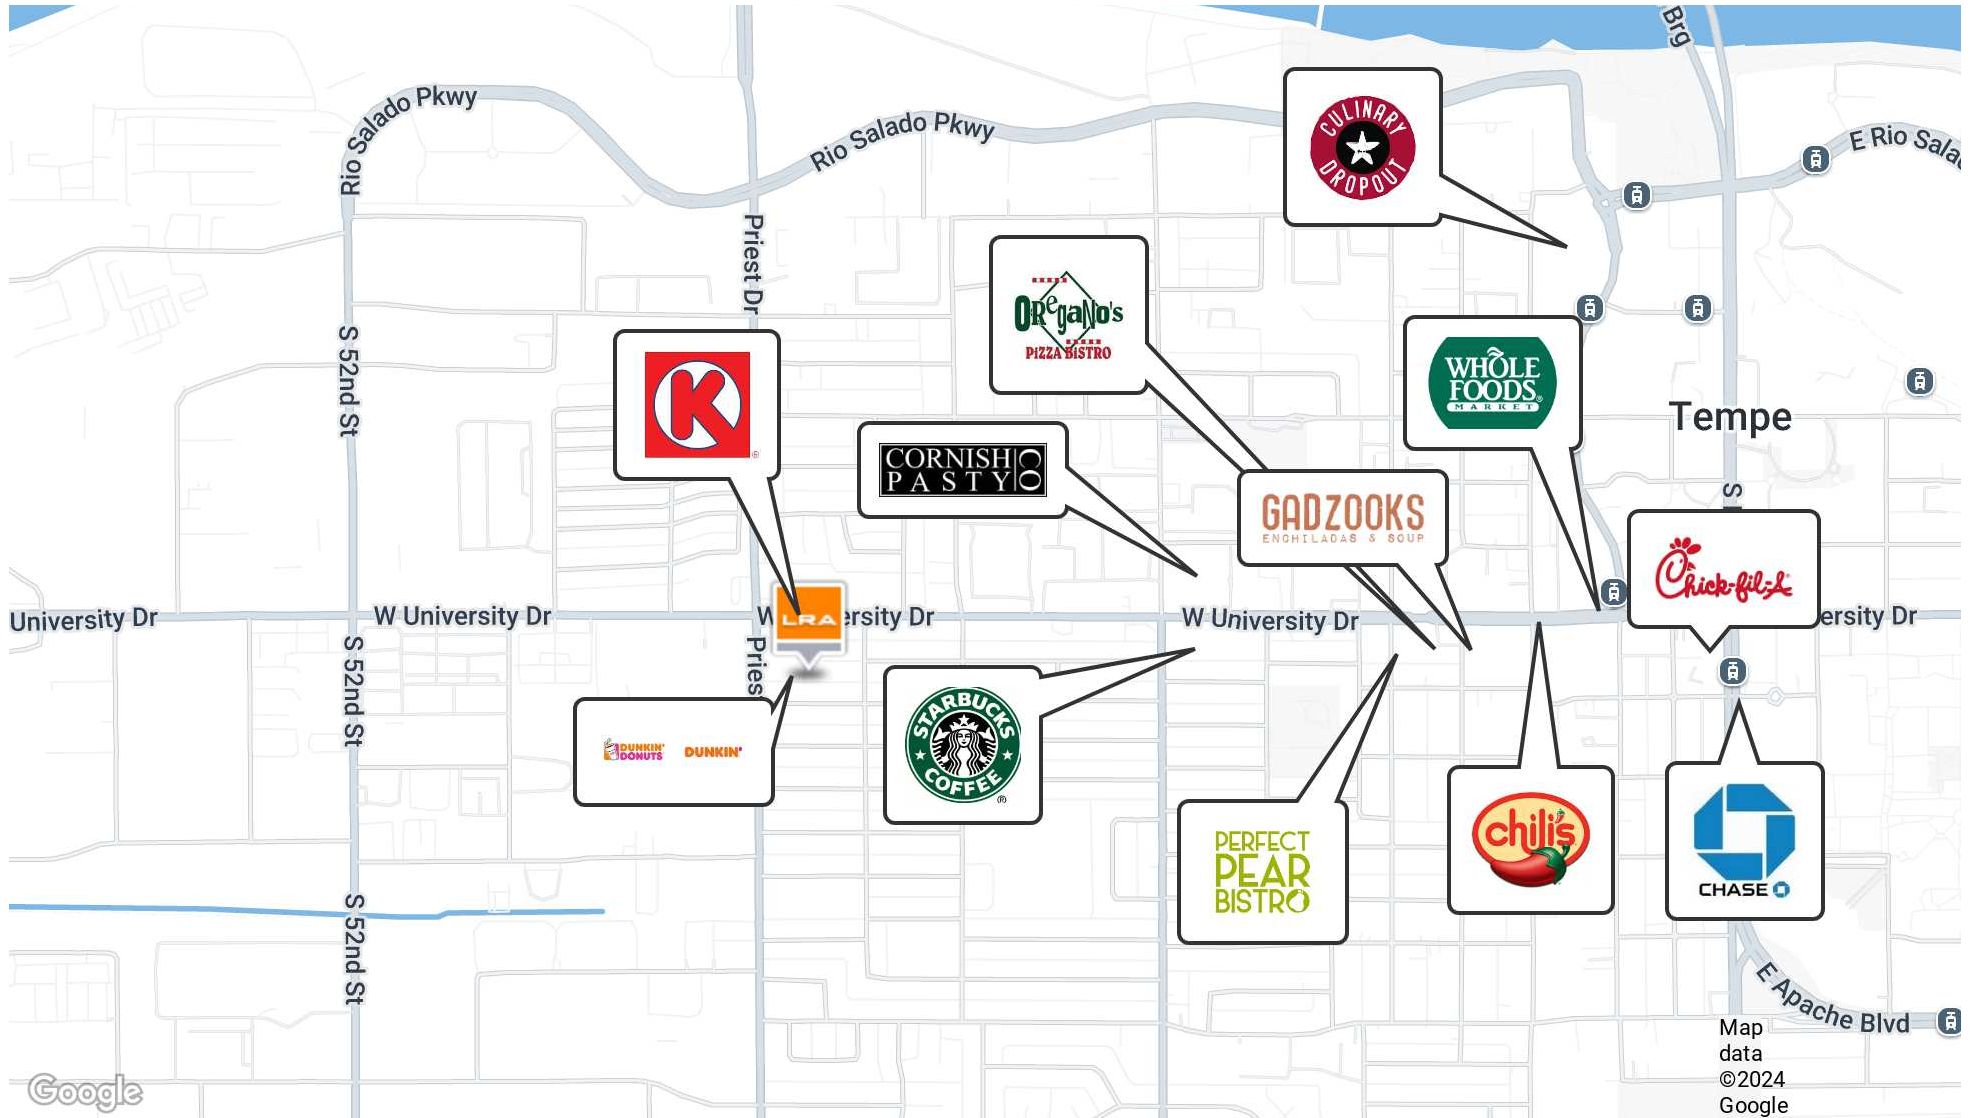 Brg
Rio Salado Pkwy
Rio Salado Pkwy
E Rio Sala
CULINARY
DROPOUT
Priest Dr
OREGANO'S
PIZZA BISTRO
WHOLE
FOODS®
MARKET
S 52nd St
K®
Tempe
CORNISH
PASTY
CO
GADZOOKS
ENCHILADAS & SOUP
S
Chick-fil-A
University Dr
W University Dr
W
LRA
ersity Dr
W University Dr
ersity Dr
S 52nd St
Pries
DUNKIN'
DONUTS
DUNKIN'
STARBUCKS
COFFEE
®
PERFECT
PEAR
BISTRO
chili's
CHASE
S 52nd St
E Apache Blvd
Map
data
©2024
Google
Google